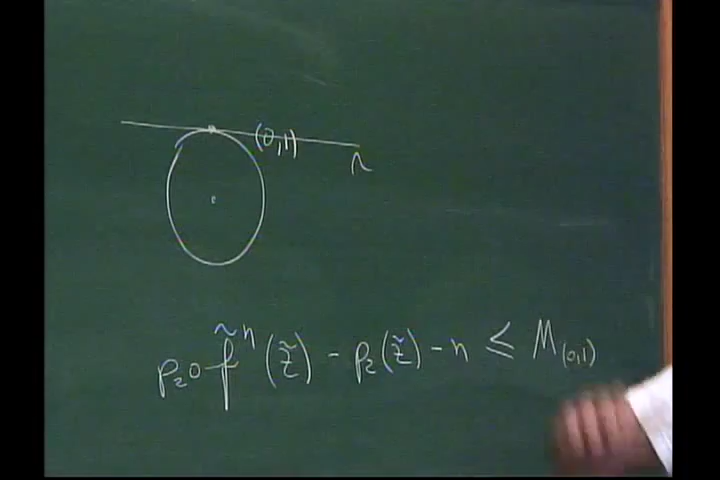 (0,1)
r
p₂∘f̃ⁿ(z̃) - p₂(z̃) - n ≤ M₍₀,₁₎